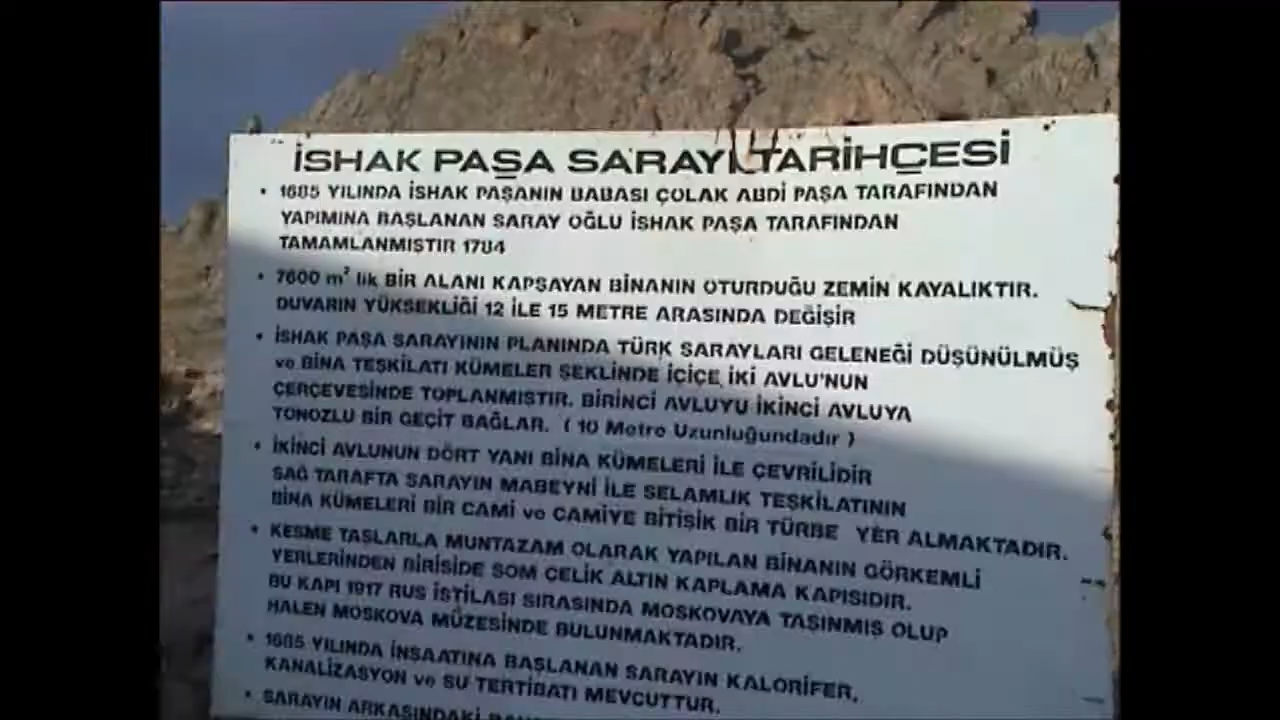 İSHAK PAŞA SARAYI TARİHÇESİ
• 1685 YILINDA İSHAK PAŞANIN BABASI ÇOLAK ABDİ PAŞA TARAFINDAN
YAPIMINA BAŞLANAN SARAY OĞLU İSHAK PAŞA TARAFINDAN
TAMAMLANMIŞTIR 1784
• 7600 m² lik BİR ALANI KAPSAYAN BİNANIN OTURDUĞU ZEMİN KAYALIKTIR.
DUVARIN YÜKSEKLİĞİ 12 İLE 15 METRE ARASINDA DEĞİŞİR
• İSHAK PAŞA SARAYININ PLANINDA TÜRK SARAYLARI GELENEĞİ DÜŞÜNÜLMÜŞ
ve BİNA TEŞKİLATI KÜMELER ŞEKLİNDE İÇİÇE İKİ AVLU'NUN
ÇERÇEVESİNDE TOPLANMIŞTIR. BİRİNCİ AVLUYU İKİNCİ AVLUYA
TONOZLU BİR GEÇİT BAĞLAR. ( 10 Metre Uzunluğundadır )
• İKİNCİ AVLUNUN DÖRT YANI BİNA KÜMELERİ İLE ÇEVRİLİDİR
SAĞ TARAFTA SARAYIN MABEYNİ İLE SELAMLIK TEŞKİLATININ
BİNA KÜMELERİ BİR CAMİ ve CAMİYE BİTİŞİK BİR TÜRBE YER ALMAKTADIR.
• KESME TAŞLARLA MUNTAZAM OLARAK YAPILAN BİNANIN GÖRKEMLİ
YERLERİNDEN BİRİSİDE SOM ÇELİK ALTIN KAPLAMA KAPISIDIR.
BU KAPI 1917 RUS İSTİLASI SIRASINDA MOSKOVAYA TAŞINMIŞ OLUP
HALEN MOSKOVA MÜZESİNDE BULUNMAKTADIR.
• 1685 YILINDA İNŞAATINA BAŞLANAN SARAYIN KALORİFER,
KANALİZASYON ve SU TERTİBATI MEVCUTTUR.
• SARAYIN ARKASINDAKİ